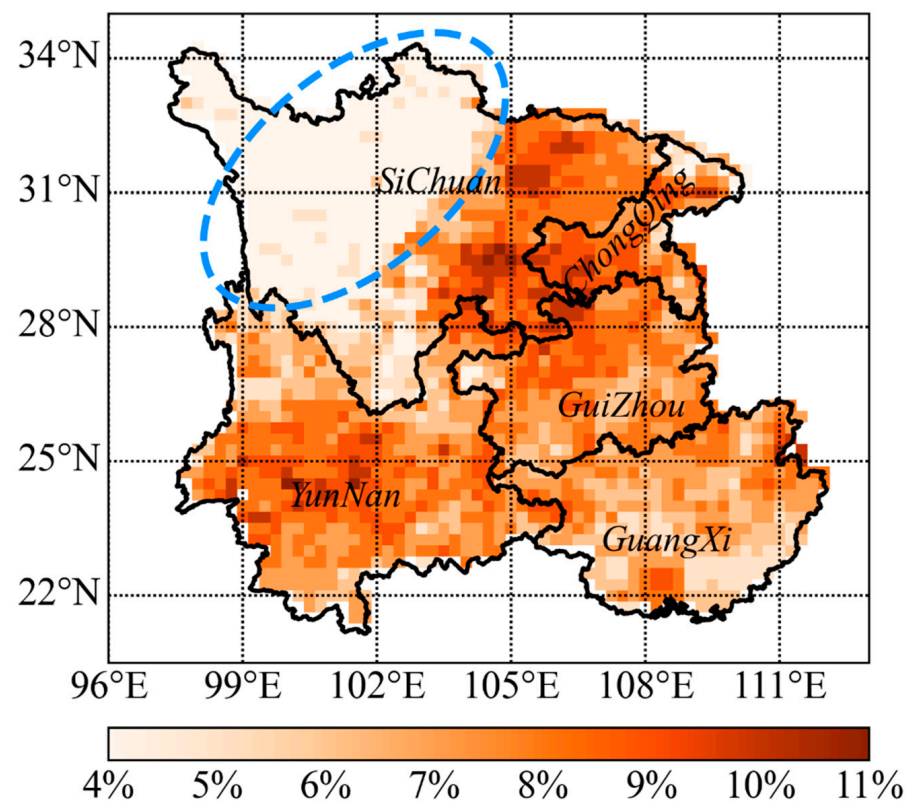 34°N
31°N
28°N
25°N
22°N
SiChuan
ChongQing
GuiZhou
YunNan
GuangXi
96°E 99°E 102°E 105°E 108°E 111°E
4% 5% 6% 7% 8% 9% 10% 11%